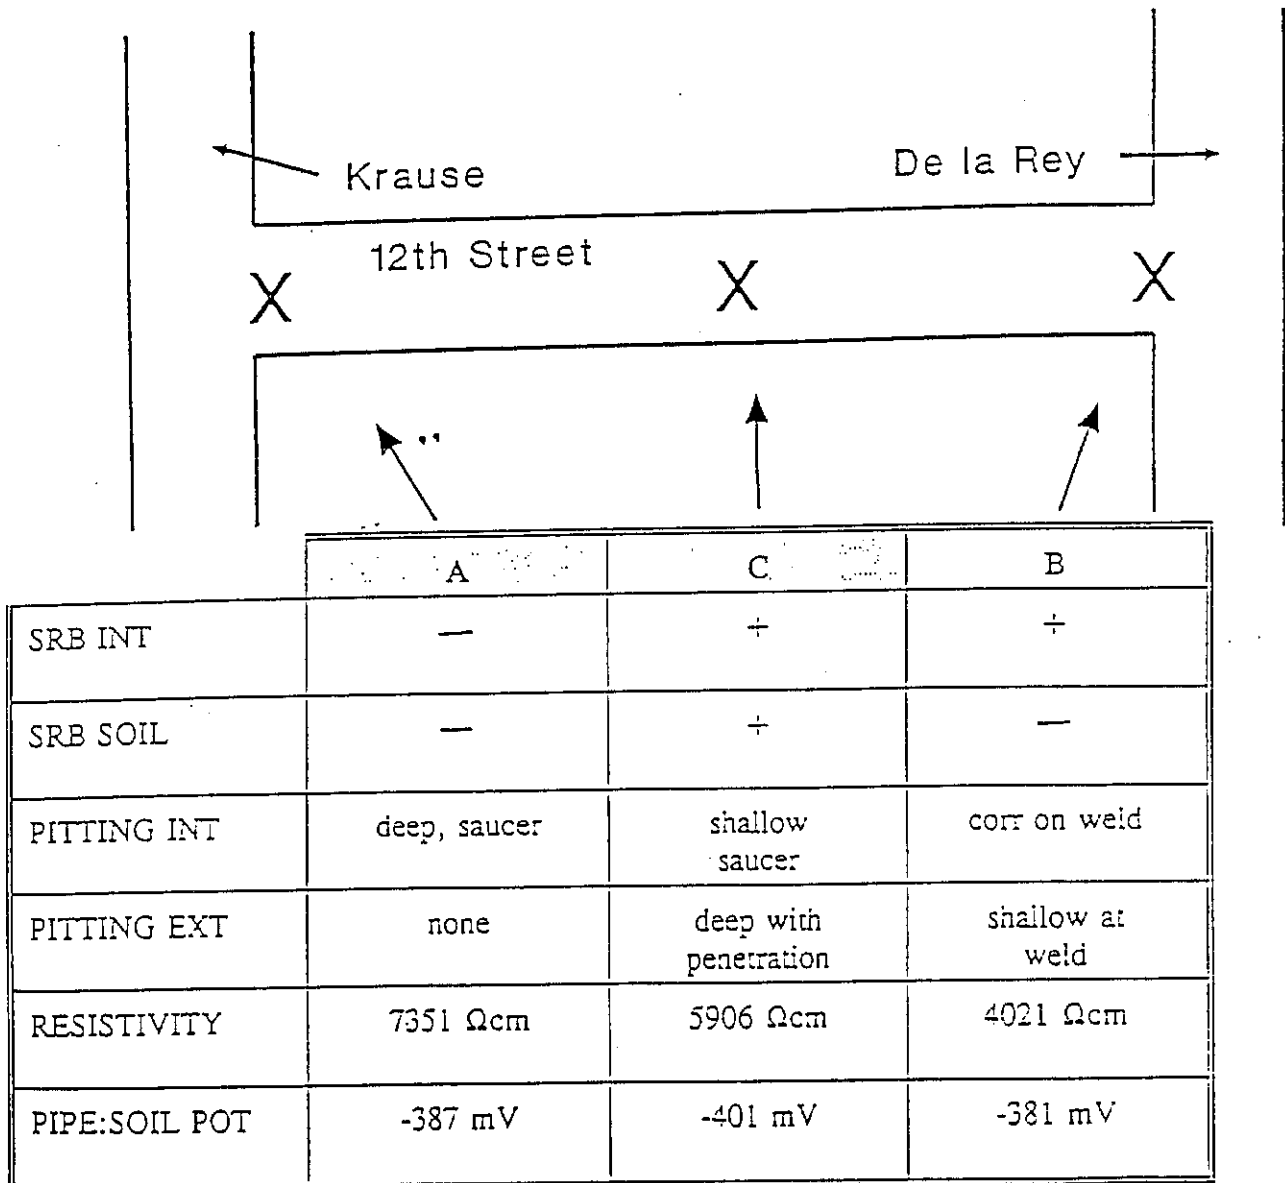 Krause
De la Rey
12th Street
X X X
A C B
SRB INT — + +
SRB SOIL — + —
PITTING INT deep, saucer shallow saucer corr on weld
PITTING EXT none deep with penetration shallow at weld
RESISTIVITY 7351 Ωcm 5906 Ωcm 4021 Ωcm
PIPE:SOIL POT -387 mV -401 mV -381 mV